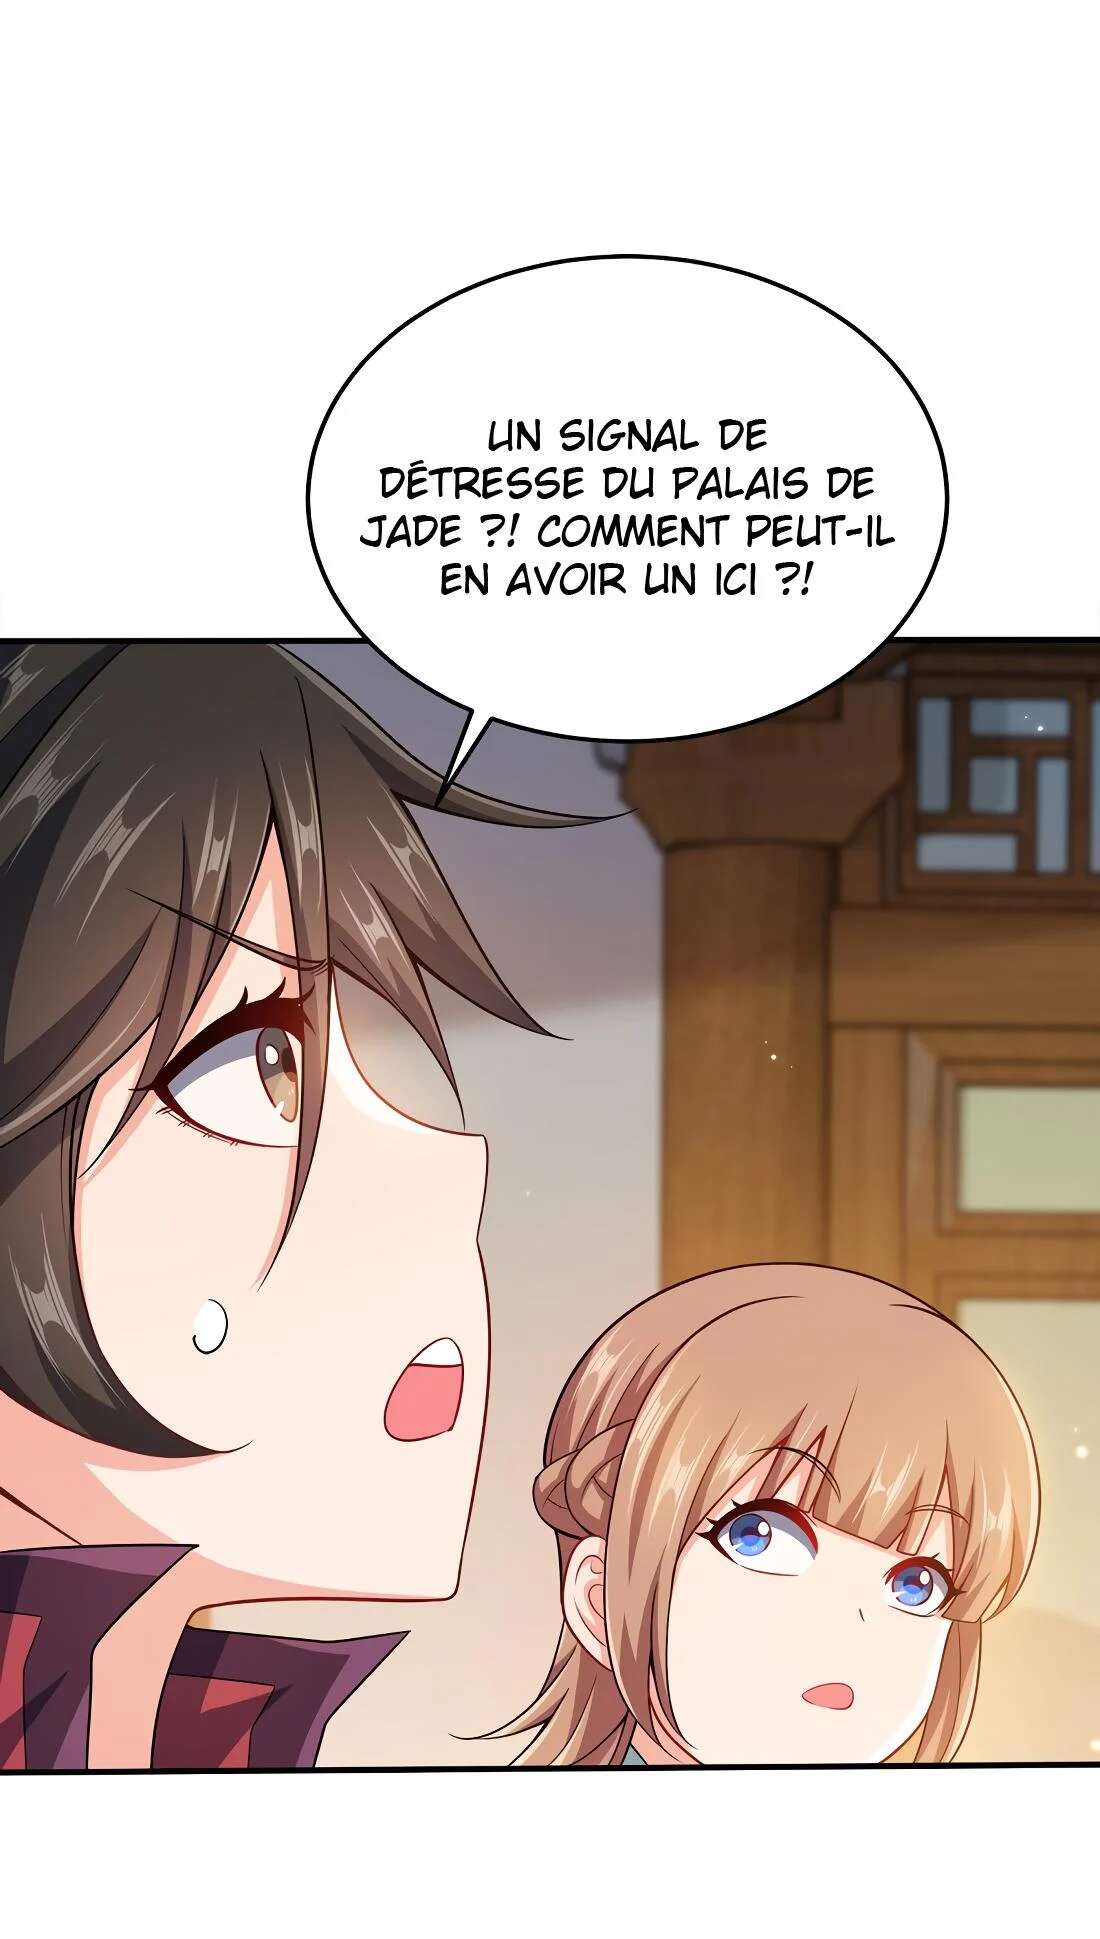 UN SIGNAL DE
DÉTRESSE DU PALAIS DE
JADE ?! COMMENT PEUT-IL
EN AVOIR UN ICI ?!